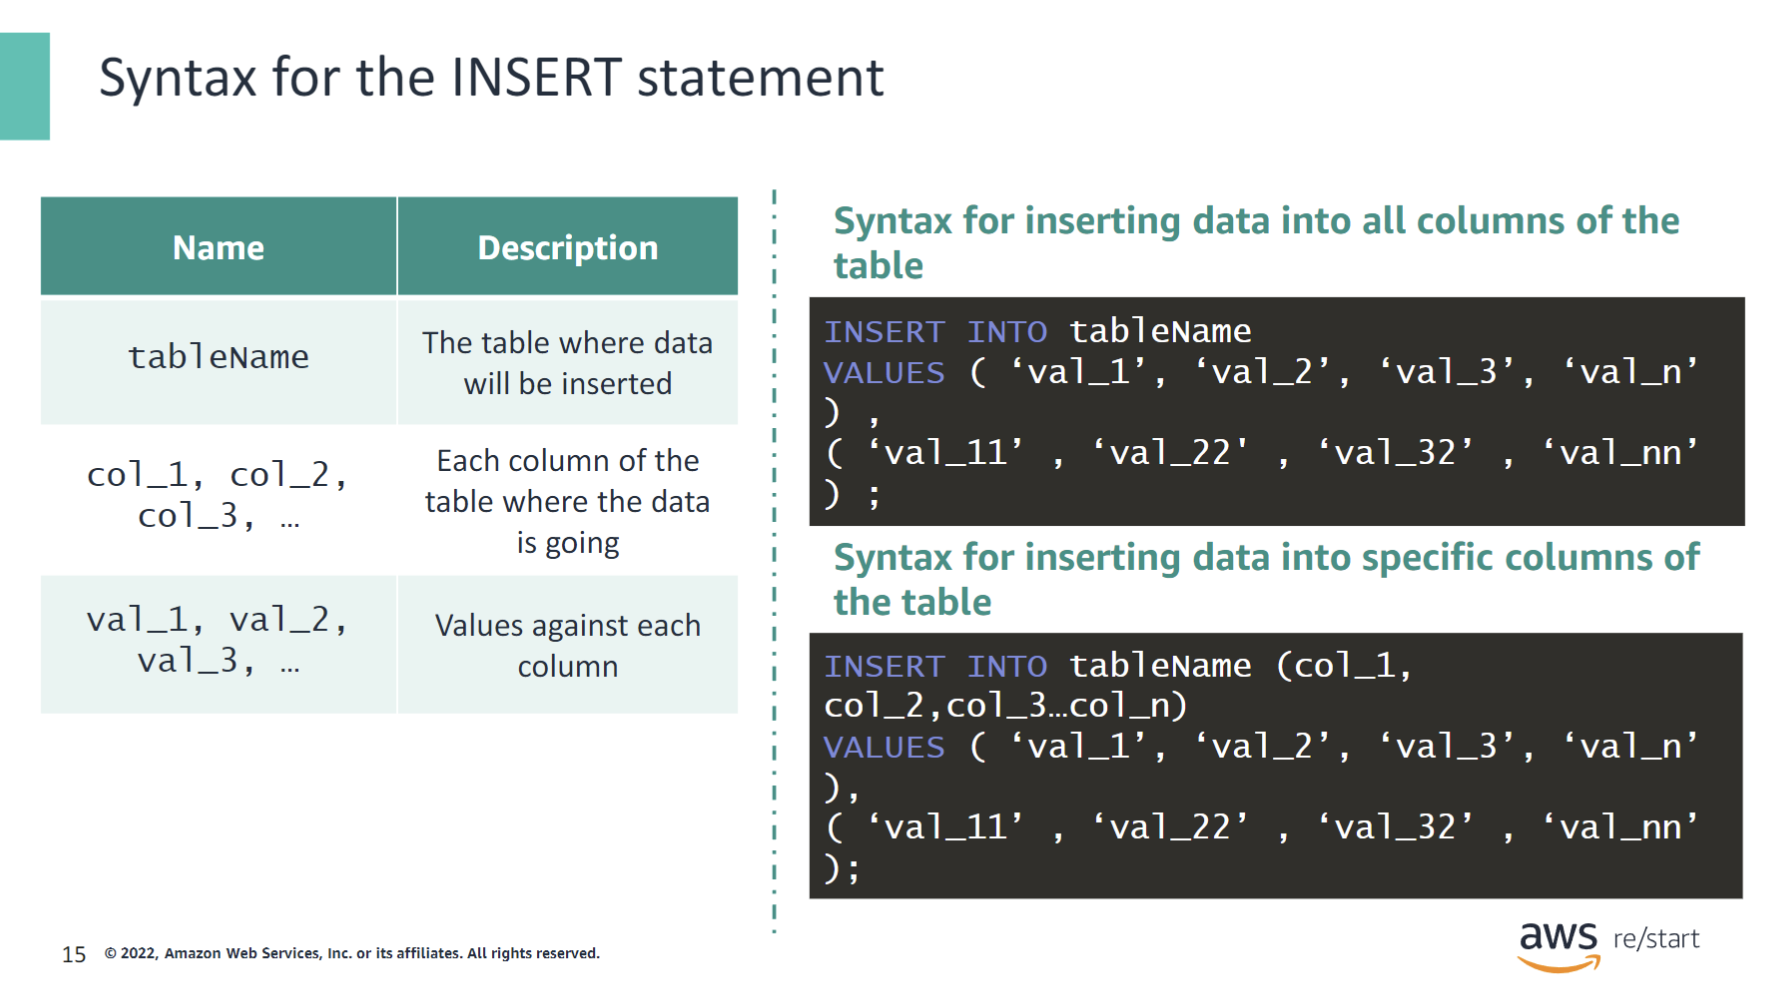 Syntax for the INSERT statement
Name
Description
tableName
The table where data
will be inserted
col_1, col_2,
col_3, …
Each column of the
table where the data
is going
val_1, val_2,
val_3, …
Values against each
column
Syntax for inserting data into all columns of the
table
INSERT INTO tableName
VALUES ( ‘val_1’, ‘val_2’, ‘val_3’, ‘val_n’
) ,
( ‘val_11’ , ‘val_22' , ‘val_32’ , ‘val_nn’
) ;
Syntax for inserting data into specific columns of
the table
INSERT INTO tableName (col_1,
col_2,col_3…col_n)
VALUES ( ‘val_1’, ‘val_2’, ‘val_3’, ‘val_n’
),
( ‘val_11’ , ‘val_22’ , ‘val_32’ , ‘val_nn’
);
15 © 2022, Amazon Web Services, Inc. or its affiliates. All rights reserved.
aws re/start